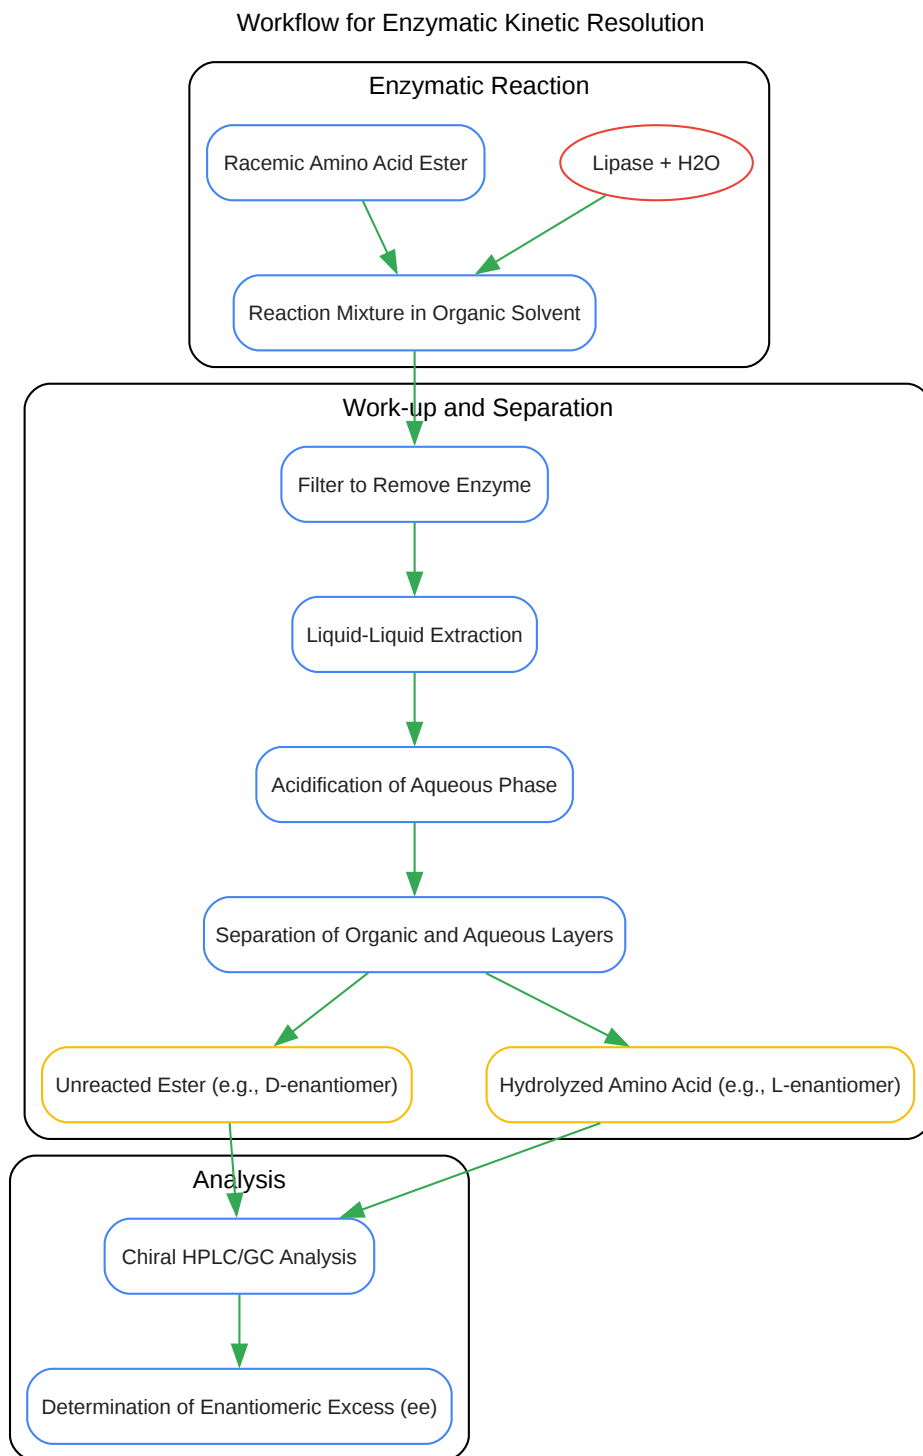 Workflow for Enzymatic Kinetic Resolution
Enzymatic Reaction
Racemic Amino Acid Ester
Lipase + H2O
Reaction Mixture in Organic Solvent
Work-up and Separation
Filter to Remove Enzyme
Liquid-Liquid Extraction
Acidification of Aqueous Phase
Separation of Organic and Aqueous Layers
Unreacted Ester (e.g., D-enantiomer)
Hydrolyzed Amino Acid (e.g., L-enantiomer)
Analysis
Chiral HPLC/GC Analysis
Determination of Enantiomeric Excess (ee)